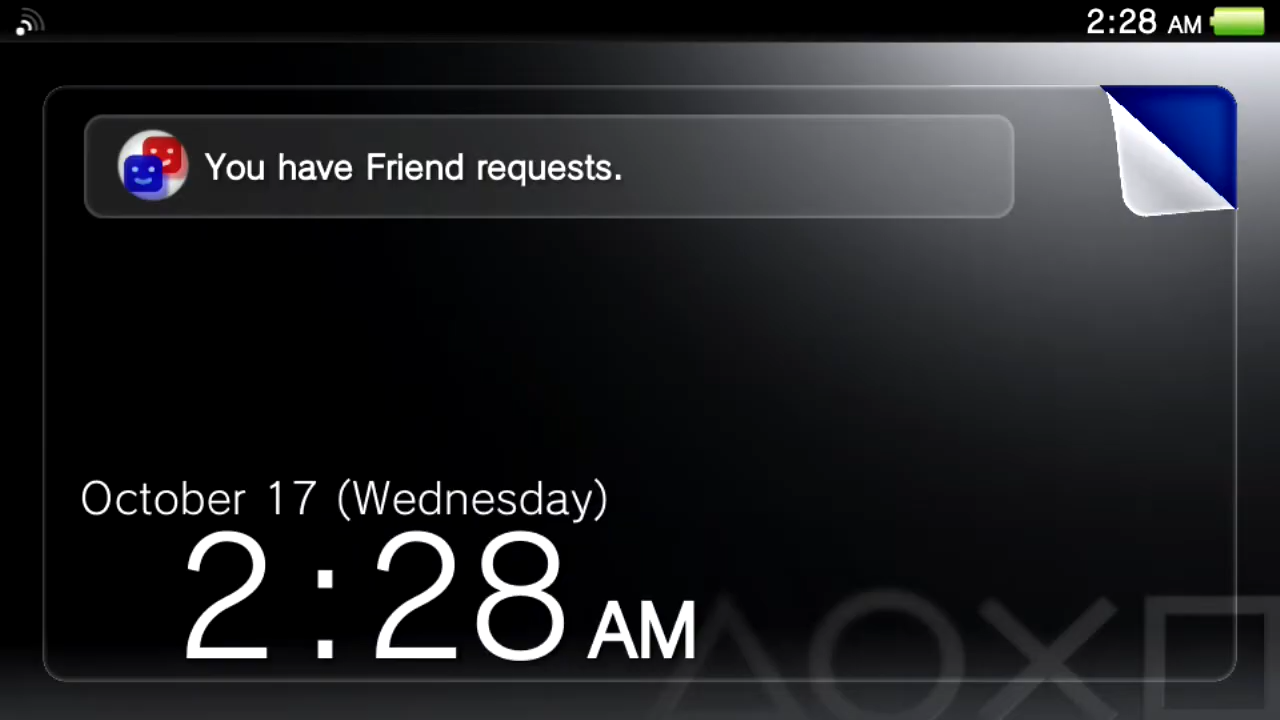 2:28 AM
You have Friend requests.
October 17 (Wednesday)
2:28 AM